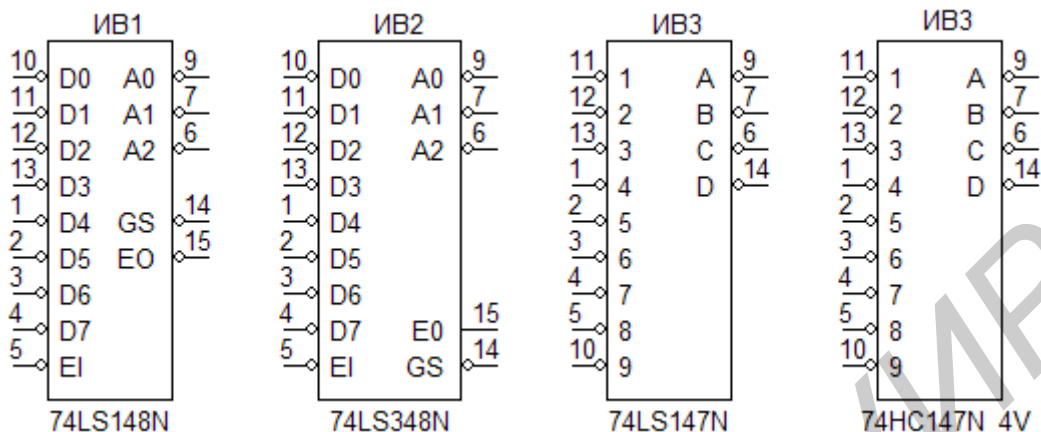 ИВ1
10 D0 A0 9
11 D1 A1 7
12 D2 A2 6
13 D3
1 D4 GS 14
2 D5 EO 15
3 D6
4 D7
5 EI
74LS148N
ИВ2
10 D0 A0 9
11 D1 A1 7
12 D2 A2 6
13 D3
1 D4
2 D5
3 D6
4 D7 E0 15
5 EI GS 14
74LS348N
ИВ3
11 1 A 9
12 2 B 7
13 3 C 6
1 4 D 14
2 5
3 6
4 7
5 8
10 9
74LS147N
ИВ3
11 1 A 9
12 2 B 7
13 3 C 6
1 4 D 14
2 5
3 6
4 7
5 8
10 9
74HC147N 4V